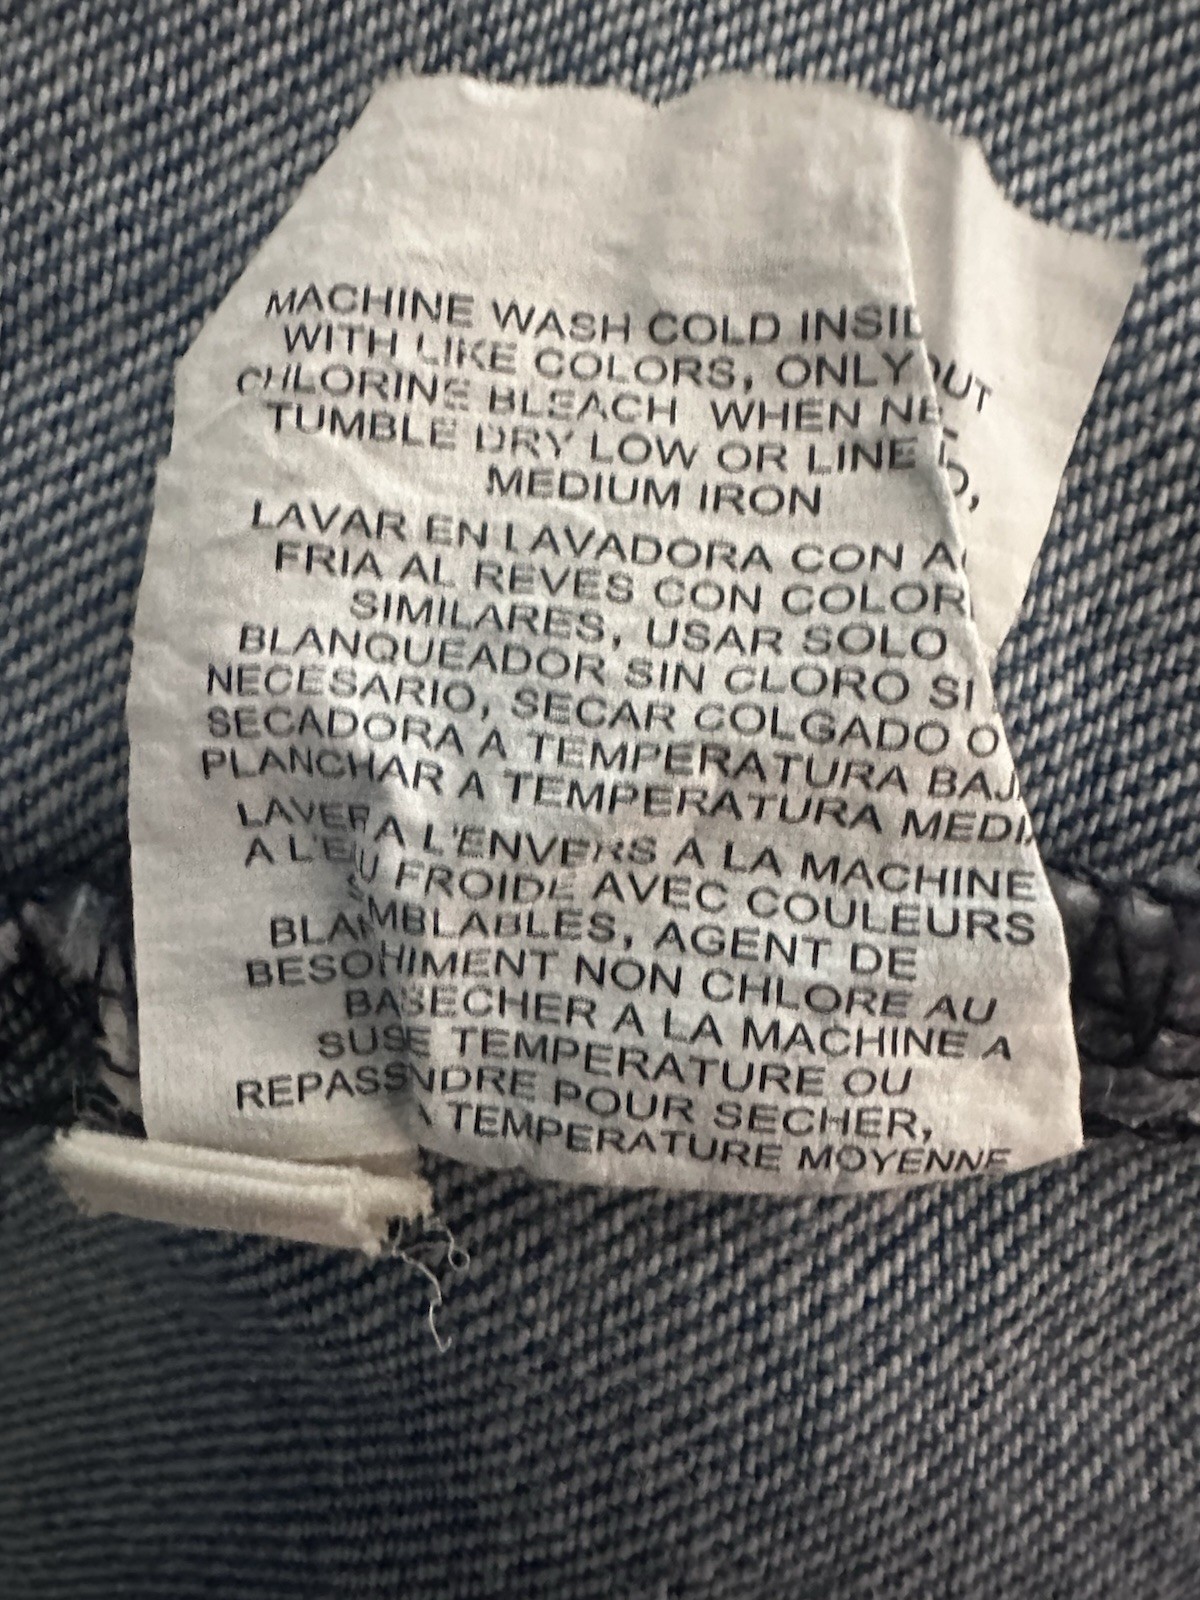 MACHINE WASH COLD INSI OUT
WITH LIKE COLORS, ONLY
CHLORINE BLEACH WHEN NE
TUMBLE DRY LOW OR LINE
MEDIUM IRON
LAVAR EN LAVADORA CON A
FRIA AL REVES CON COLOR
SIMILARES, USAR SOLO
BLANQUEADOR SIN CLORO SI
NECESARIO, SECAR COLGADO O
SECADORA A TEMPERATURA BAJ
PLANCHAR A TEMPERATURA MEDIA
LAVER A L'ENVERS A LA MACHINE
A L'EAU FROIDE AVEC COULEURS
SEMBLABLES, AGENT DE
BLANCHIMENT NON CHLORE AU
BESOIN SECHER A LA MACHINE A
BASSE TEMPERATURE OU
SUSPENDRE POUR SECHER,
REPASSER A TEMPERATURE MOYENNE